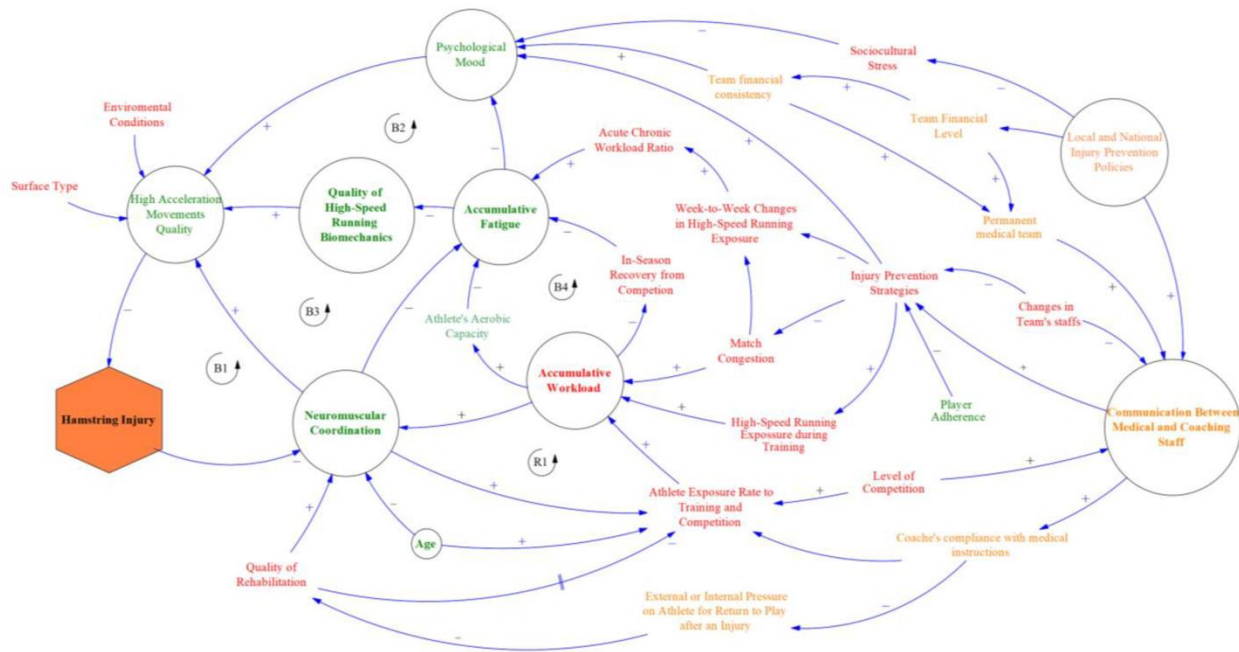 Psychological
Mood
Sociocultural
Stress
Team financial
consistency
Team Financial
Level
Local and National
Injury Prevention
Policies
Enviromental
Conditions
B2
Acute Chronic
Workload Ratio
Surface Type
High Acceleration
Movements
Quality
Quality of
High-Speed
Running
Biomechanics
Accumulative
Fatigue
Week-to-Week Changes
in High-Speed Running
Exposure
Permanent
medical team
In-Season
Recovery from
Competion
Injury Prevention
Strategies
B4
B3
Athlete's Aerobic
Capacity
Changes in
Team's staffs
Match
Congestion
B1
Accumulative
Workload
Hamstring Injury
Neuromuscular
Coordination
Player
Adherence
Communication Between
Medical and Coaching
Staff
High-Speed Running
Expossure during
Training
R1
Level of
Competition
Athlete Exposure Rate to
Training and
Competition
Age
Coache's compliance with medical
instructions
Quality of
Rehabilitation
External or Internal Pressure
on Athlete for Return to Play
after an Injury